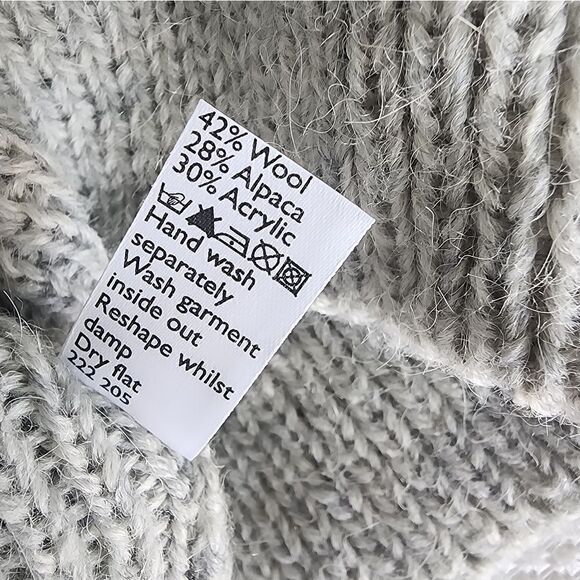 42% Wool
28% Alpaca
30% Acrylic
Hand wash
separately
Wash garment
inside out
Reshape whilst
damp
Dry flat
222 205